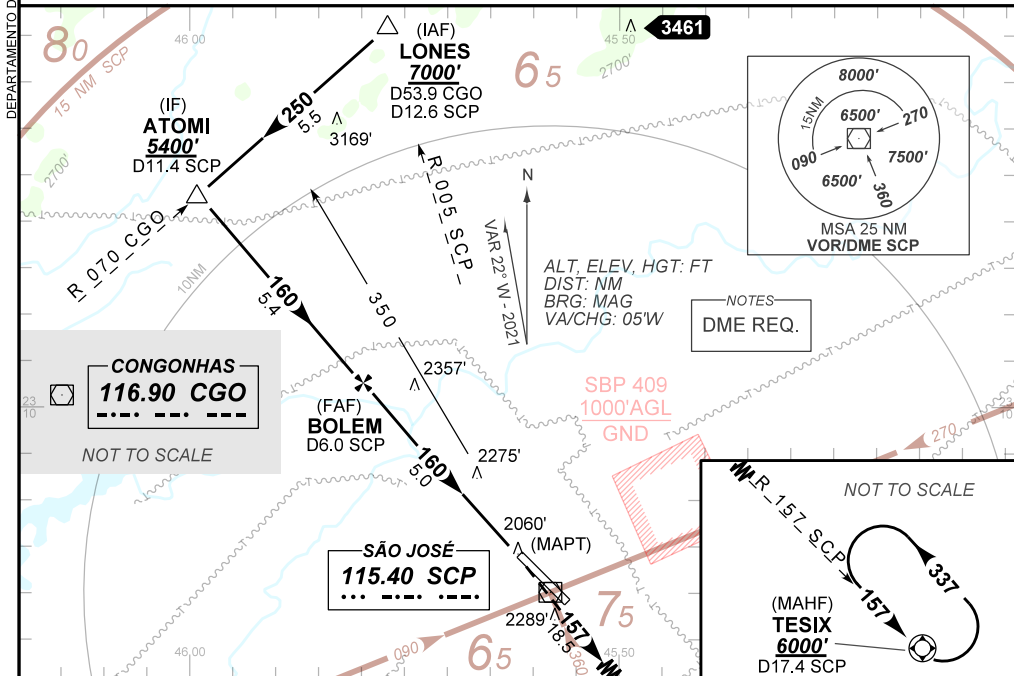 DEPARTAMENTO D
80
15 NM SCP
46 00
(IAF)
LONES
7000'
D53.9 CGO
D12.6 SCP
65
45 50
3461
2700'
250
5.5
3169'
(IF)
ATOMI
5400'
D11.4 SCP
2700'
R 070 CGO
10NM
R 005 SCP
N
VAR 22° W - 2021
8000'
15NM
6500'
270
090
7500'
6500'
360
MSA 25 NM
VOR/DME SCP
ALT, ELEV, HGT: FT
DIST: NM
BRG: MAG
VA/CHG: 05'W
NOTES
DME REQ.
160
5.4
350
CONGONHAS
116.90 CGO
NOT TO SCALE
23
10
(FAF)
BOLEM
D6.0 SCP
2357'
SBP 409
1000'AGL
GND
23
10
270
160
5.0
2275'
2060'
(MAPT)
SÃO JOSÉ
115.40 SCP
2289'
157
18.5
75
360
090
65
46 00
45 50
NOT TO SCALE
R 157 SCP
157
337
(MAHF)
TESIX
6000'
D17.4 SCP